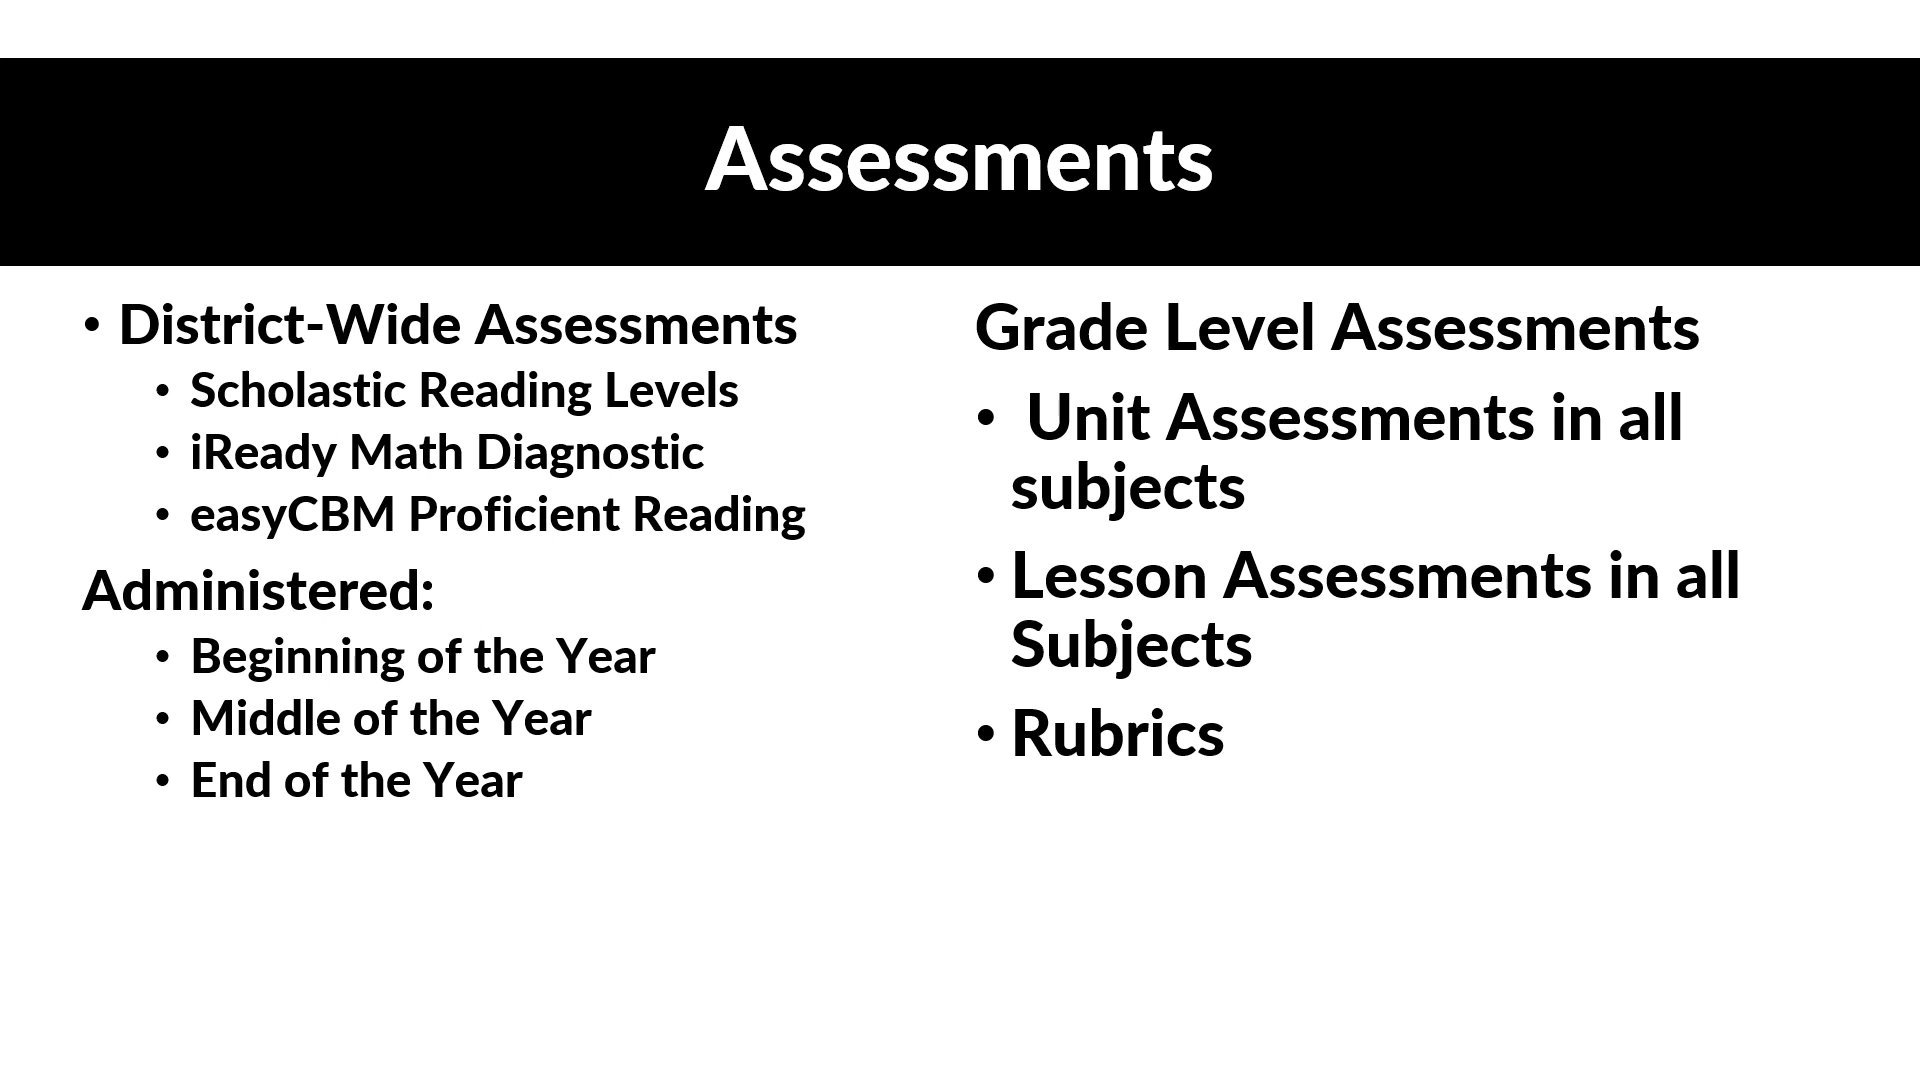 Assessments
• District-Wide Assessments
• Scholastic Reading Levels
• iReady Math Diagnostic
• easyCBM Proficient Reading
Administered:
• Beginning of the Year
• Middle of the Year
• End of the Year
Grade Level Assessments
• Unit Assessments in all
subjects
• Lesson Assessments in all
Subjects
• Rubrics